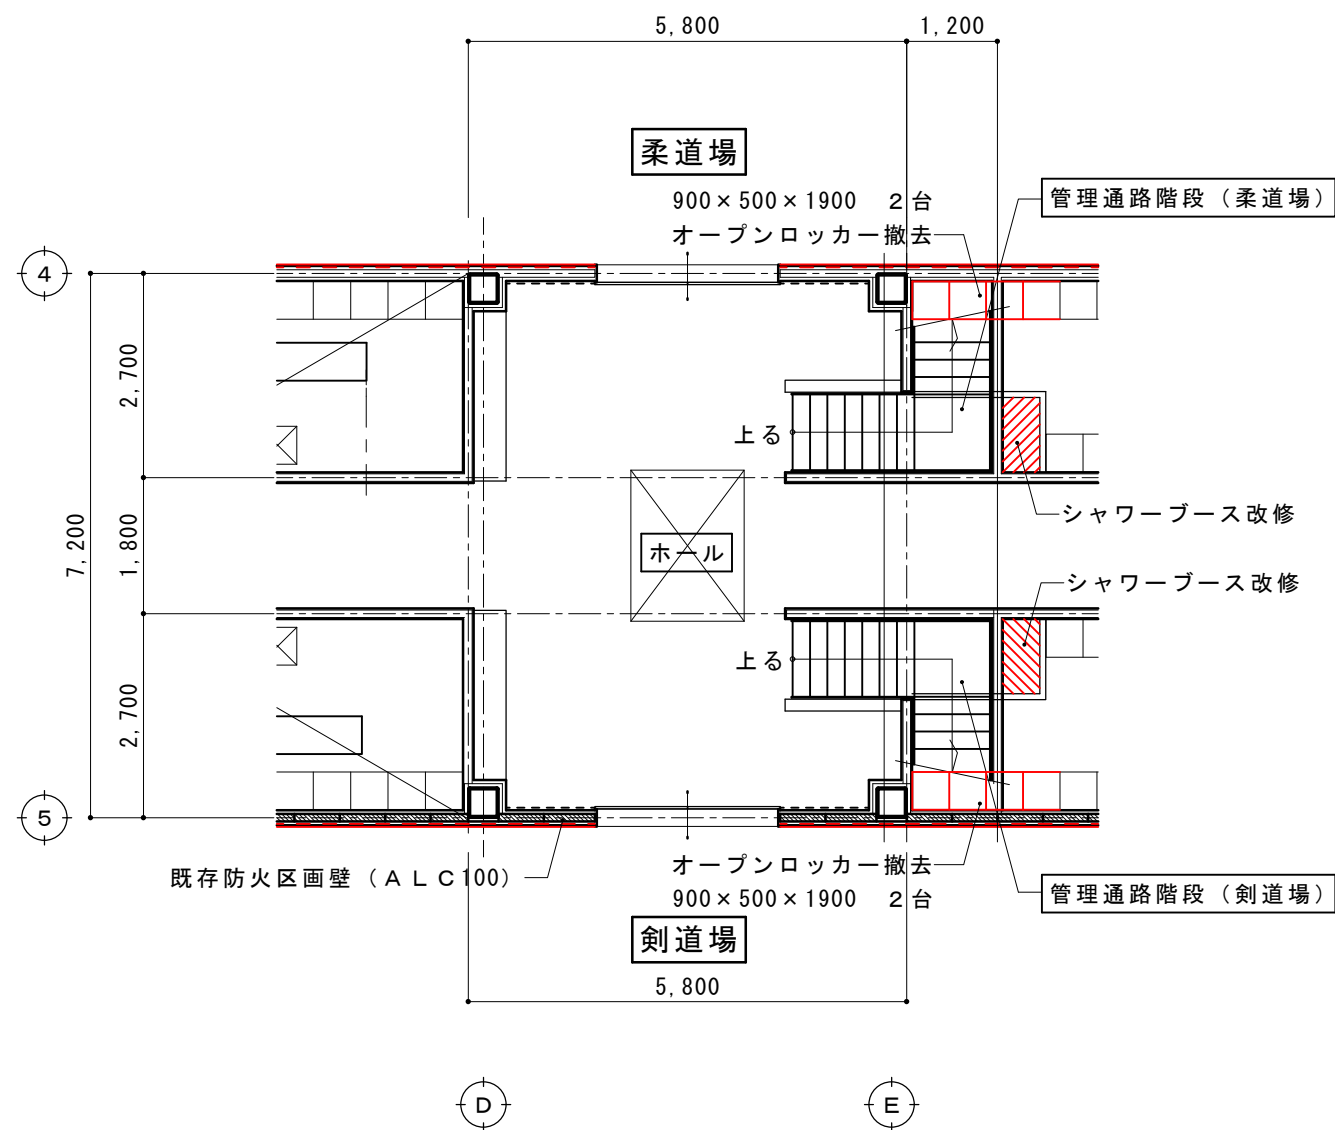 5,800
1,200
柔道場
900×500×1900 2台
オープンロッカー撤去
管理通路階段（柔道場）
4
2,700
上る
シャワーブース改修
7,200
1,800
ホール
シャワーブース改修
上る
2,700
5
既存防火区画壁（ALC100）
オープンロッカー撤去
900×500×1900 2台
管理通路階段（剣道場）
剣道場
5,800
D
E